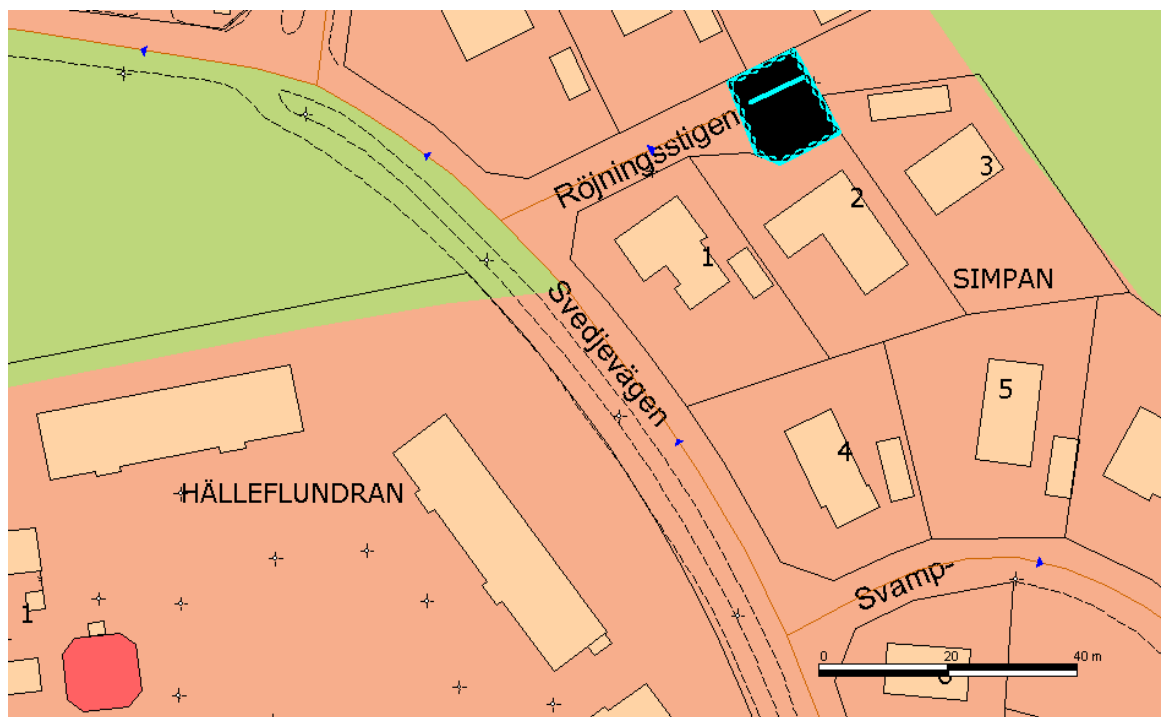 Röjningsstigen
3
2
1
SIMPAN
Svedjevägen
5
4
HÄLLEFLUNDRAN
Svamp-
1
0 20 40 m